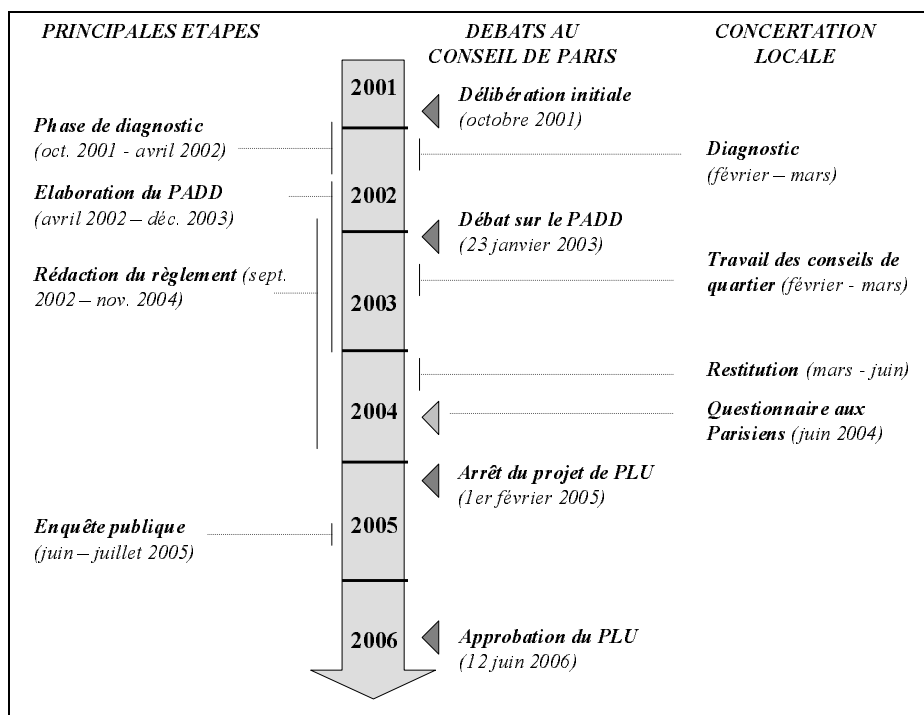 PRINCIPALES ETAPES
DEBATS AU
CONSEIL DE PARIS
CONCERTATION
LOCALE
2001
Délibération initiale
(octobre 2001)
Phase de diagnostic
(oct. 2001 - avril 2002)
Diagnostic
(février – mars)
2002
Elaboration du PADD
(avril 2002 – déc. 2003)
Débat sur le PADD
(23 janvier 2003)
Rédaction du règlement (sept.
2002 – nov. 2004)
Travail des conseils de
quartier (février - mars)
2003
Restitution (mars - juin)
2004
Questionnaire aux
Parisiens (juin 2004)
Arrêt du projet de PLU
(1er février 2005)
2005
Enquête publique
(juin – juillet 2005)
2006
Approbation du PLU
(12 juin 2006)